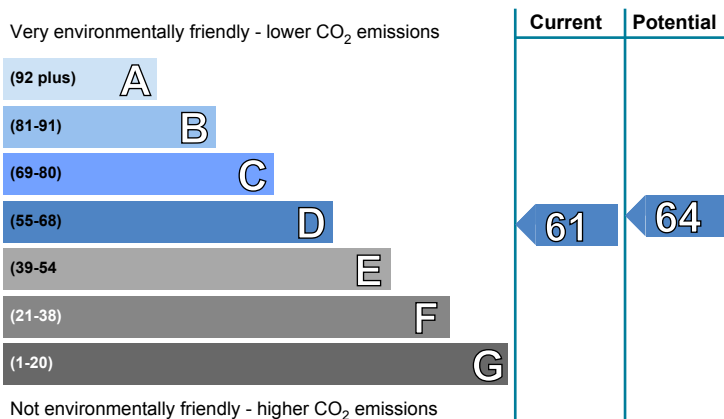 Very environmentally friendly - lower CO2 emissions
Current
Potential
(92 plus) A
(81-91) B
(69-80) C
(55-68) D
61
64
(39-54 E
(21-38) F
(1-20) G
Not environmentally friendly - higher CO2 emissions